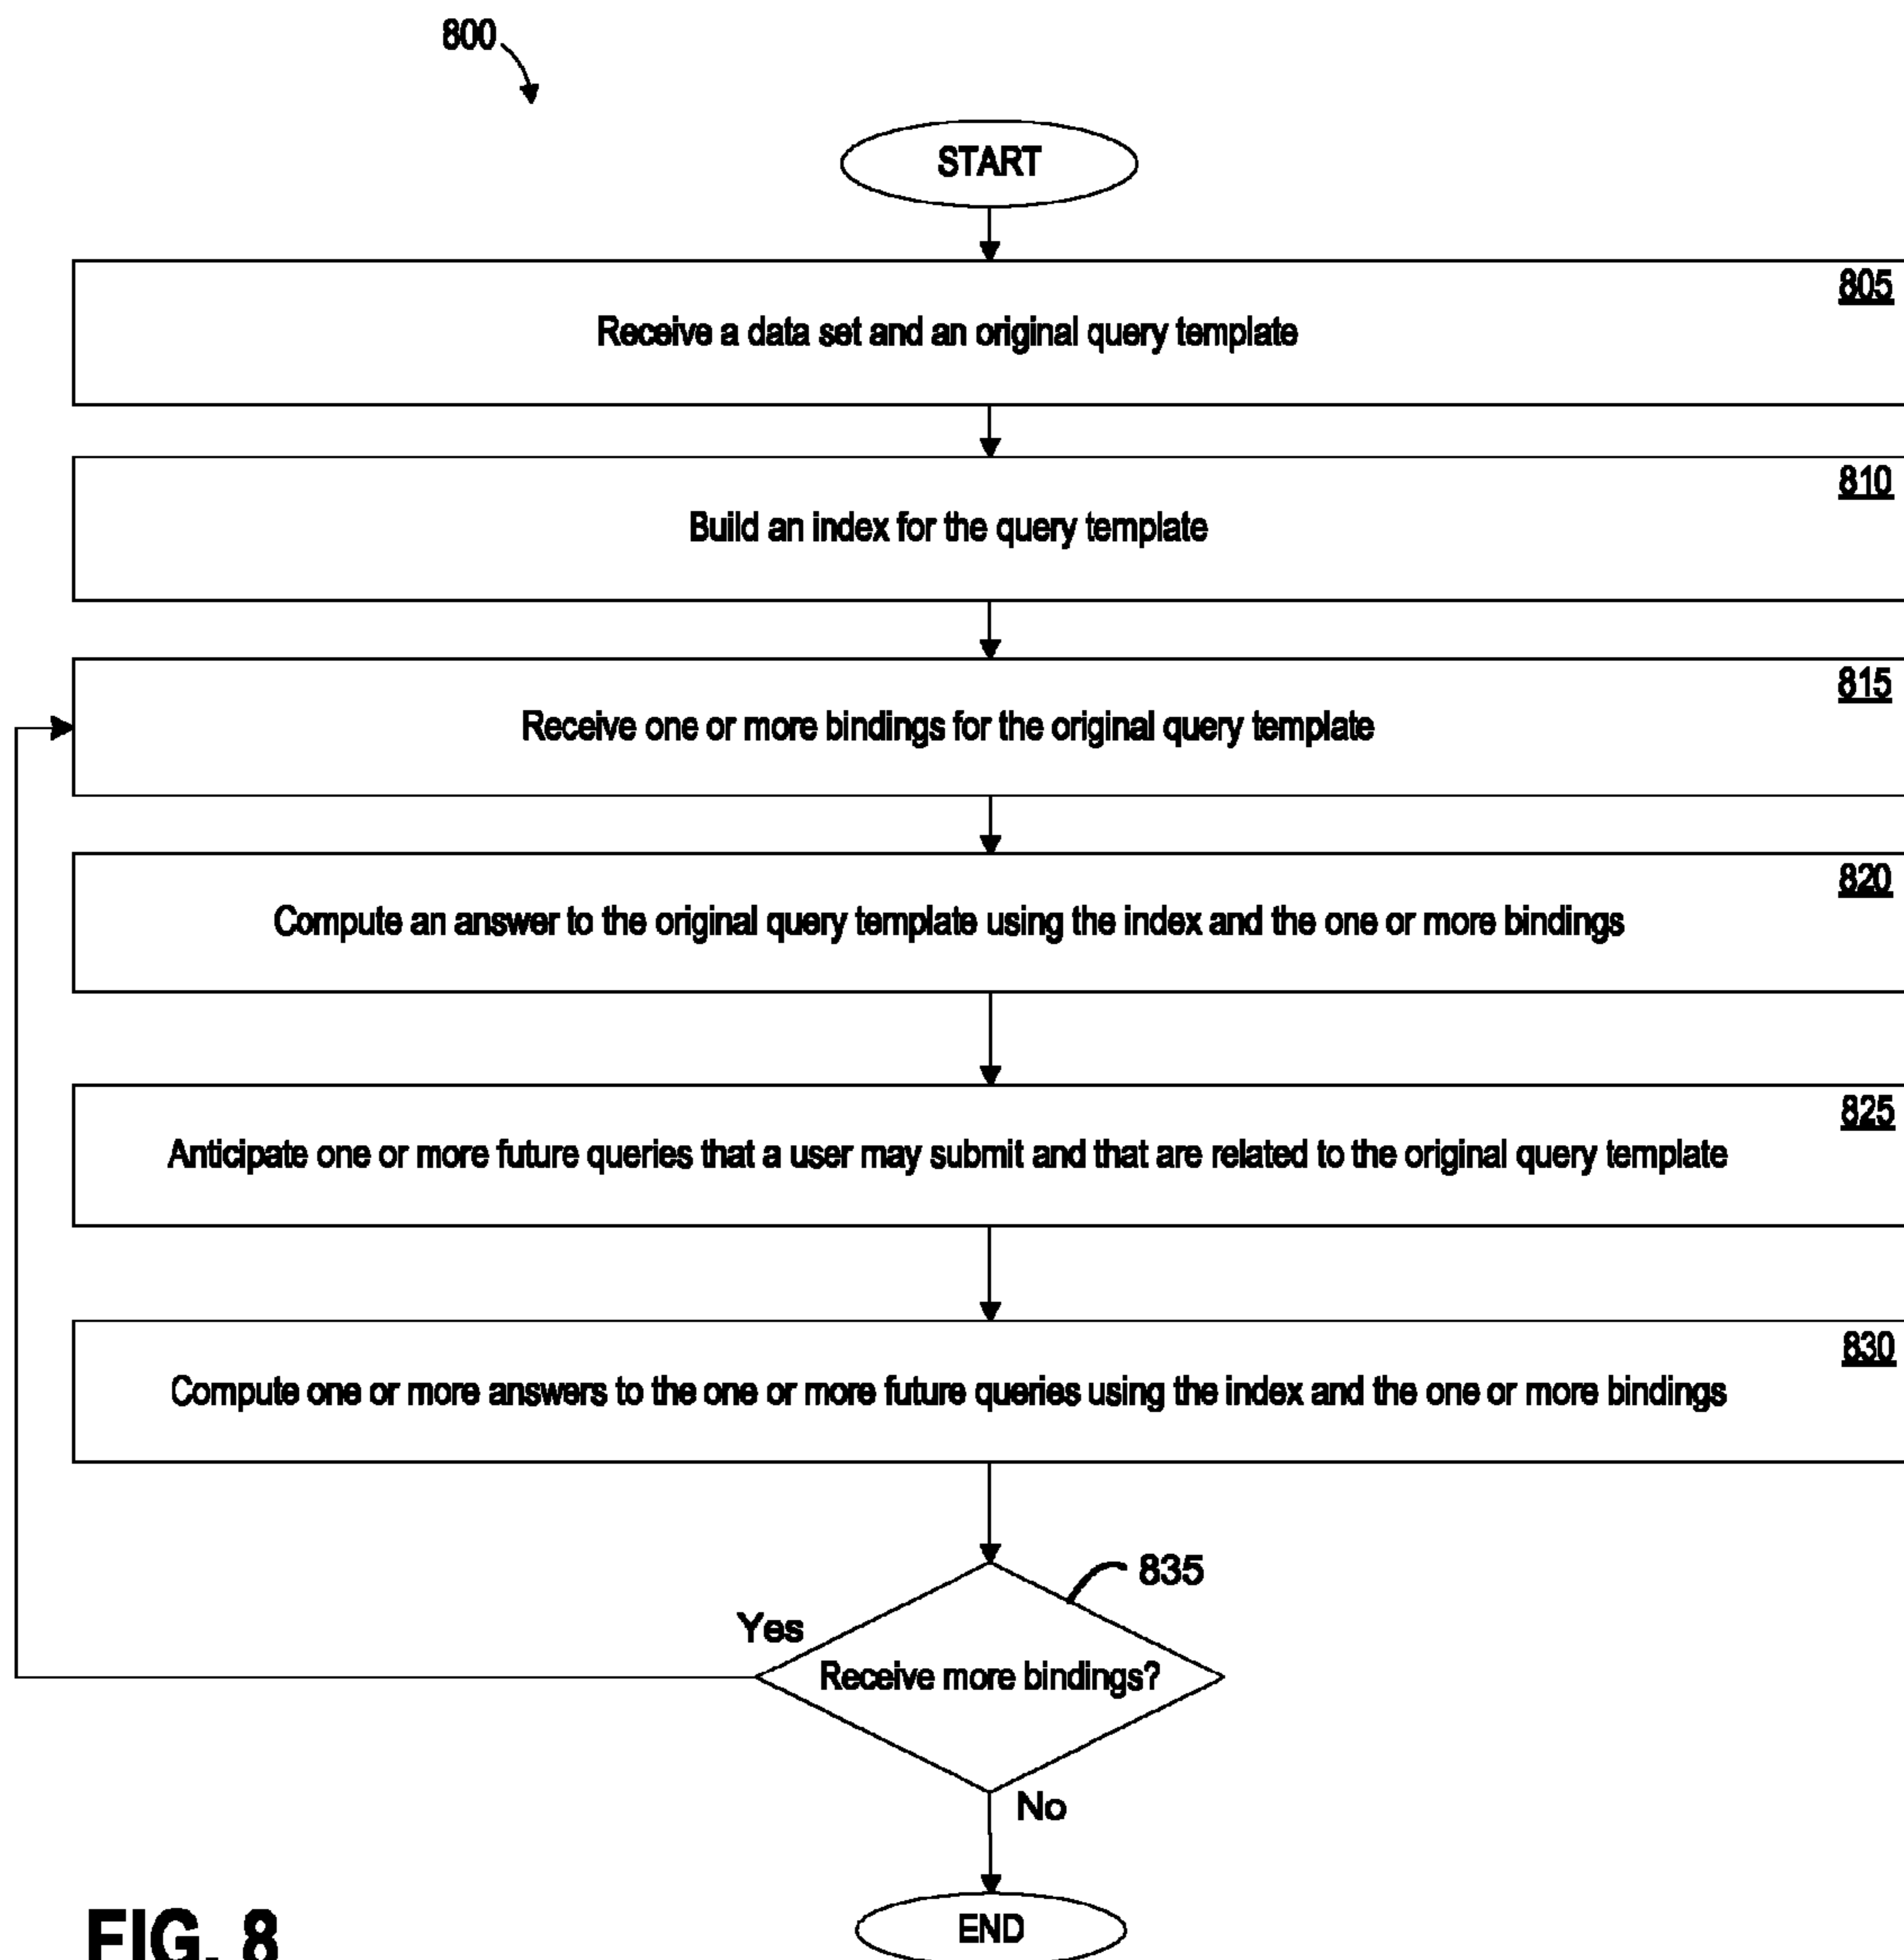 800
START
805
Receive a data set and an original query template
810
Build an index for the query template
815
Receive one or more bindings for the original query template
820
Compute an answer to the original query template using the index and the one or more bindings
825
Anticipate one or more future queries that a user may submit and that are related to the original query template
830
Compute one or more answers to the one or more future queries using the index and the one or more bindings
835
Yes
Receive more bindings?
No
END
FIG. 8